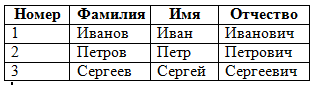 Номер Фамилия Имя Отчество
1 Иванов Иван Иванович
2 Петров Петр Петрович
3 Сергеев Сергей Сергеевич